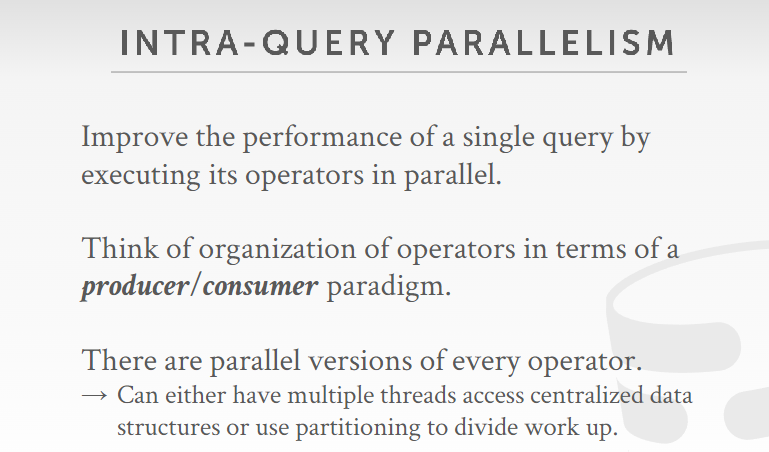 INTRA-QUERY PARALLELISM
Improve the performance of a single query by
executing its operators in parallel.
Think of organization of operators in terms of a
producer/consumer paradigm.
There are parallel versions of every operator.
→ Can either have multiple threads access centralized data
structures or use partitioning to divide work up.